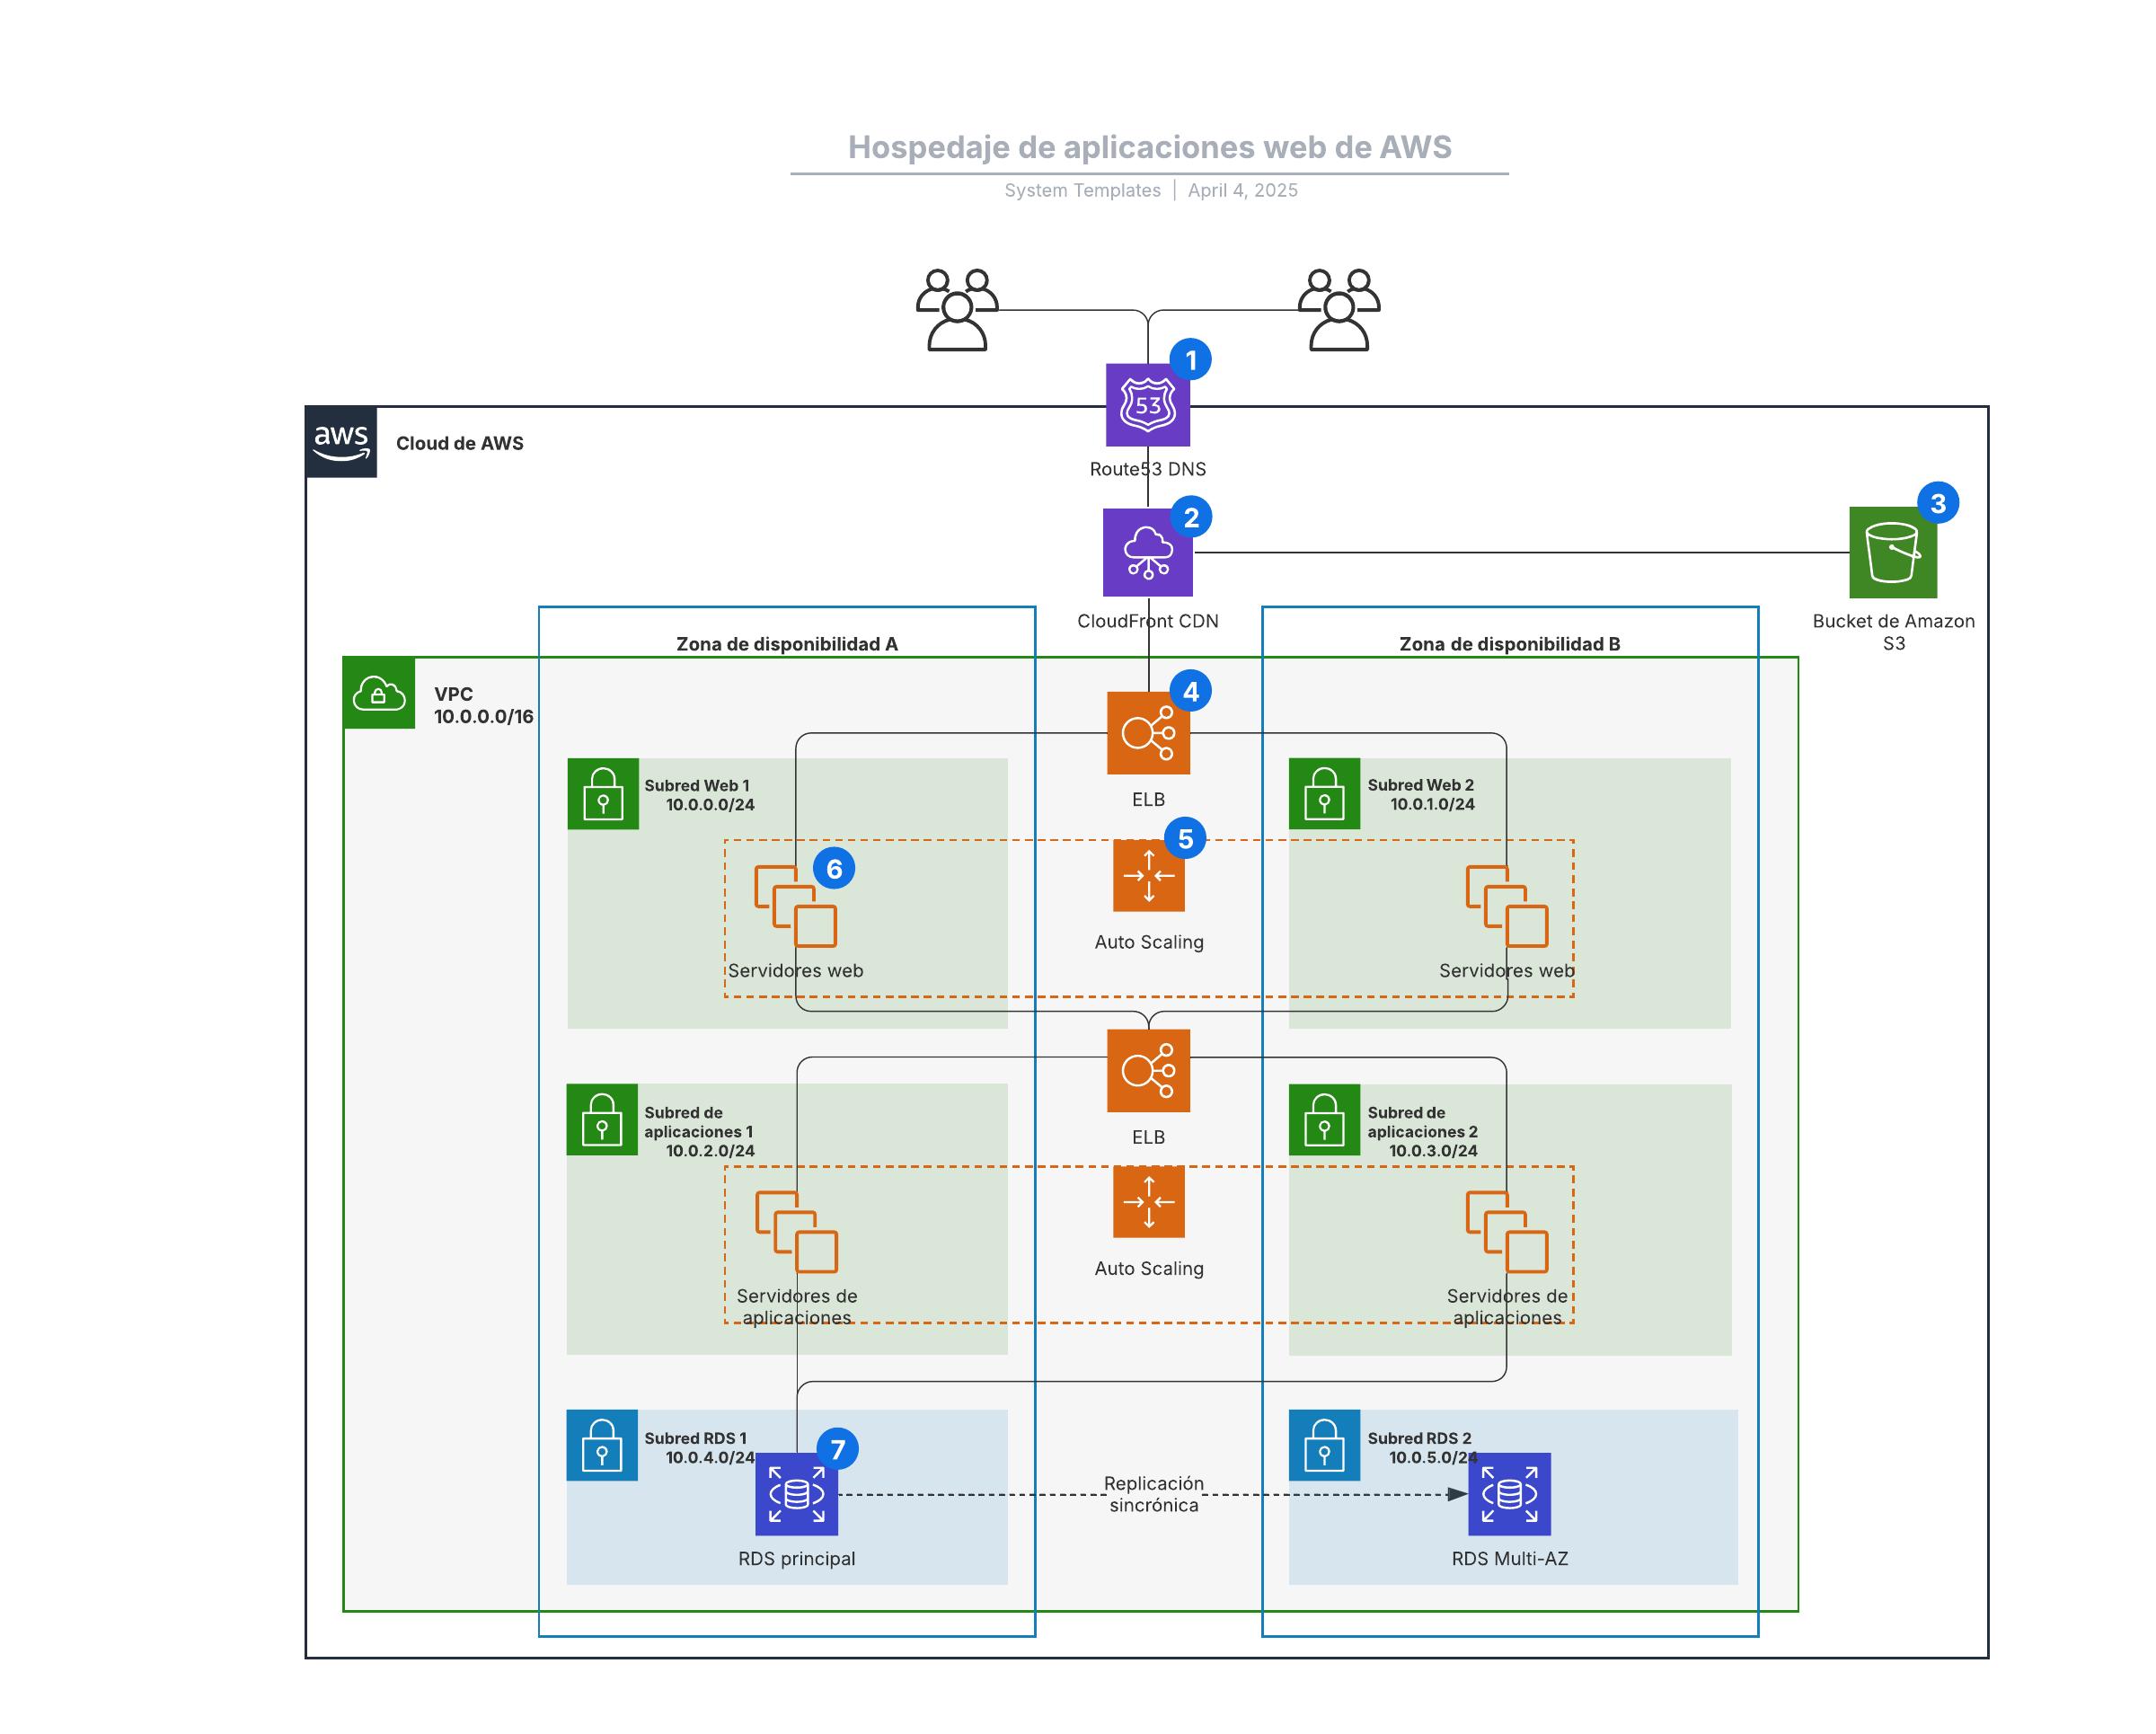 Hospedaje de aplicaciones web de AWS
System Templates | April 4, 2025
1
53
aws
Cloud de AWS
Route53 DNS
2
3
CloudFront CDN
Bucket de Amazon
S3
Zona de disponibilidad A
Zona de disponibilidad B
VPC
10.0.0.0/16
4
Subred Web 1
10.0.0.0/24
ELB
Subred Web 2
10.0.1.0/24
5
6
Auto Scaling
Servidores web
Servidores web
Subred de
aplicaciones 1
10.0.2.0/24
ELB
Subred de
aplicaciones 2
10.0.3.0/24
Auto Scaling
Servidores de
aplicaciones
Servidores de
aplicaciones
Subred RDS 1
10.0.4.0/24
7
Subred RDS 2
10.0.5.0/24
Replicación
sincrónica
RDS principal
RDS Multi-AZ